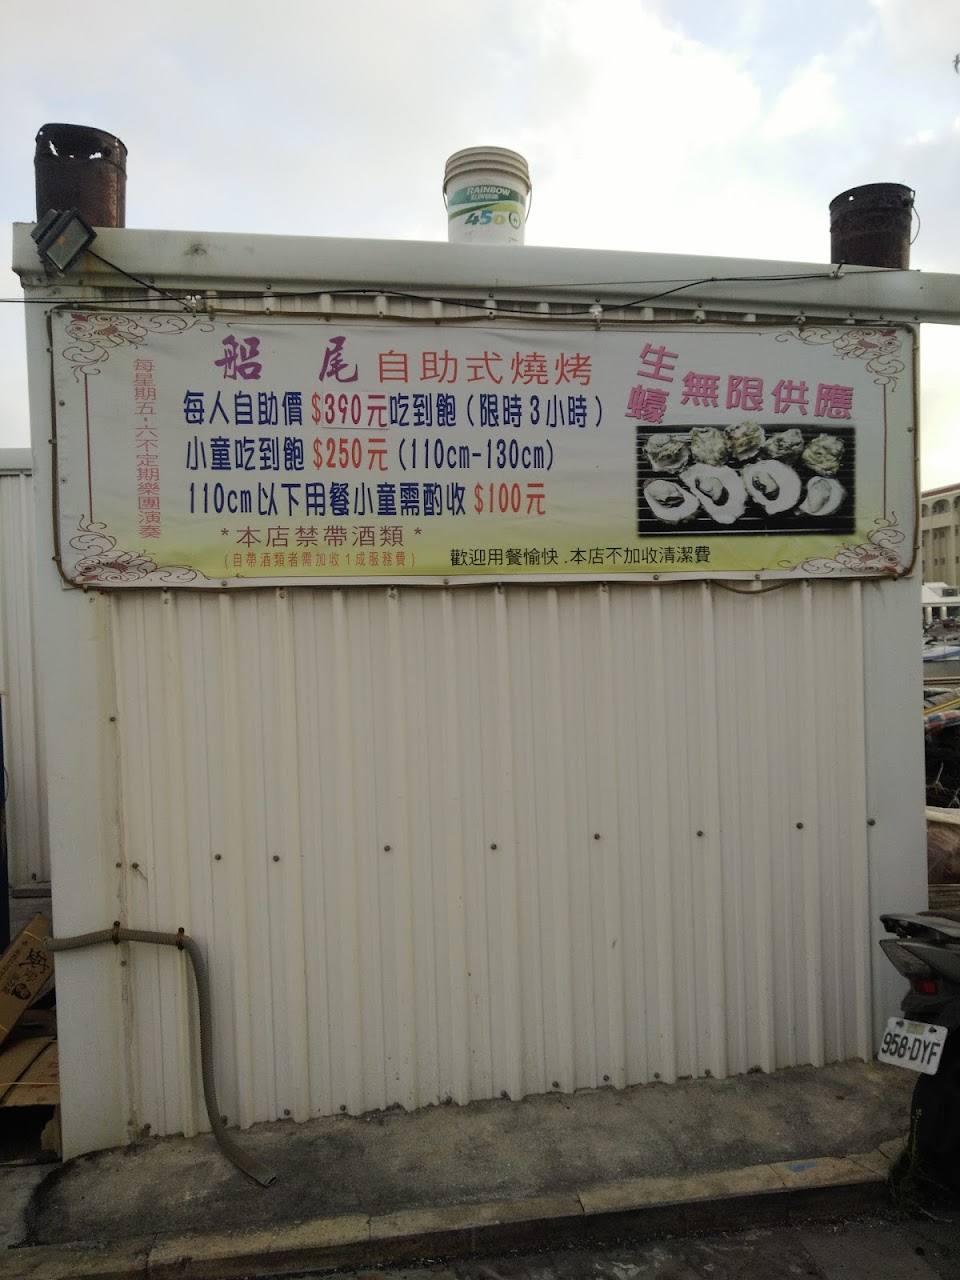 RAINBOW
450
船 尾 自助式燒烤
每人自助價 $390元吃到飽(限時3小時)
小童吃到飽 $250元(110cm-130cm)
110cm以下用餐小童需酌收 $100元
*本店禁帶酒類*
(自帶酒類者需加收1成服務費)
歡迎用餐愉快.本店不加收清潔費
每星期五·六不定期樂團演奏
生蠔無限供應
958·DYF